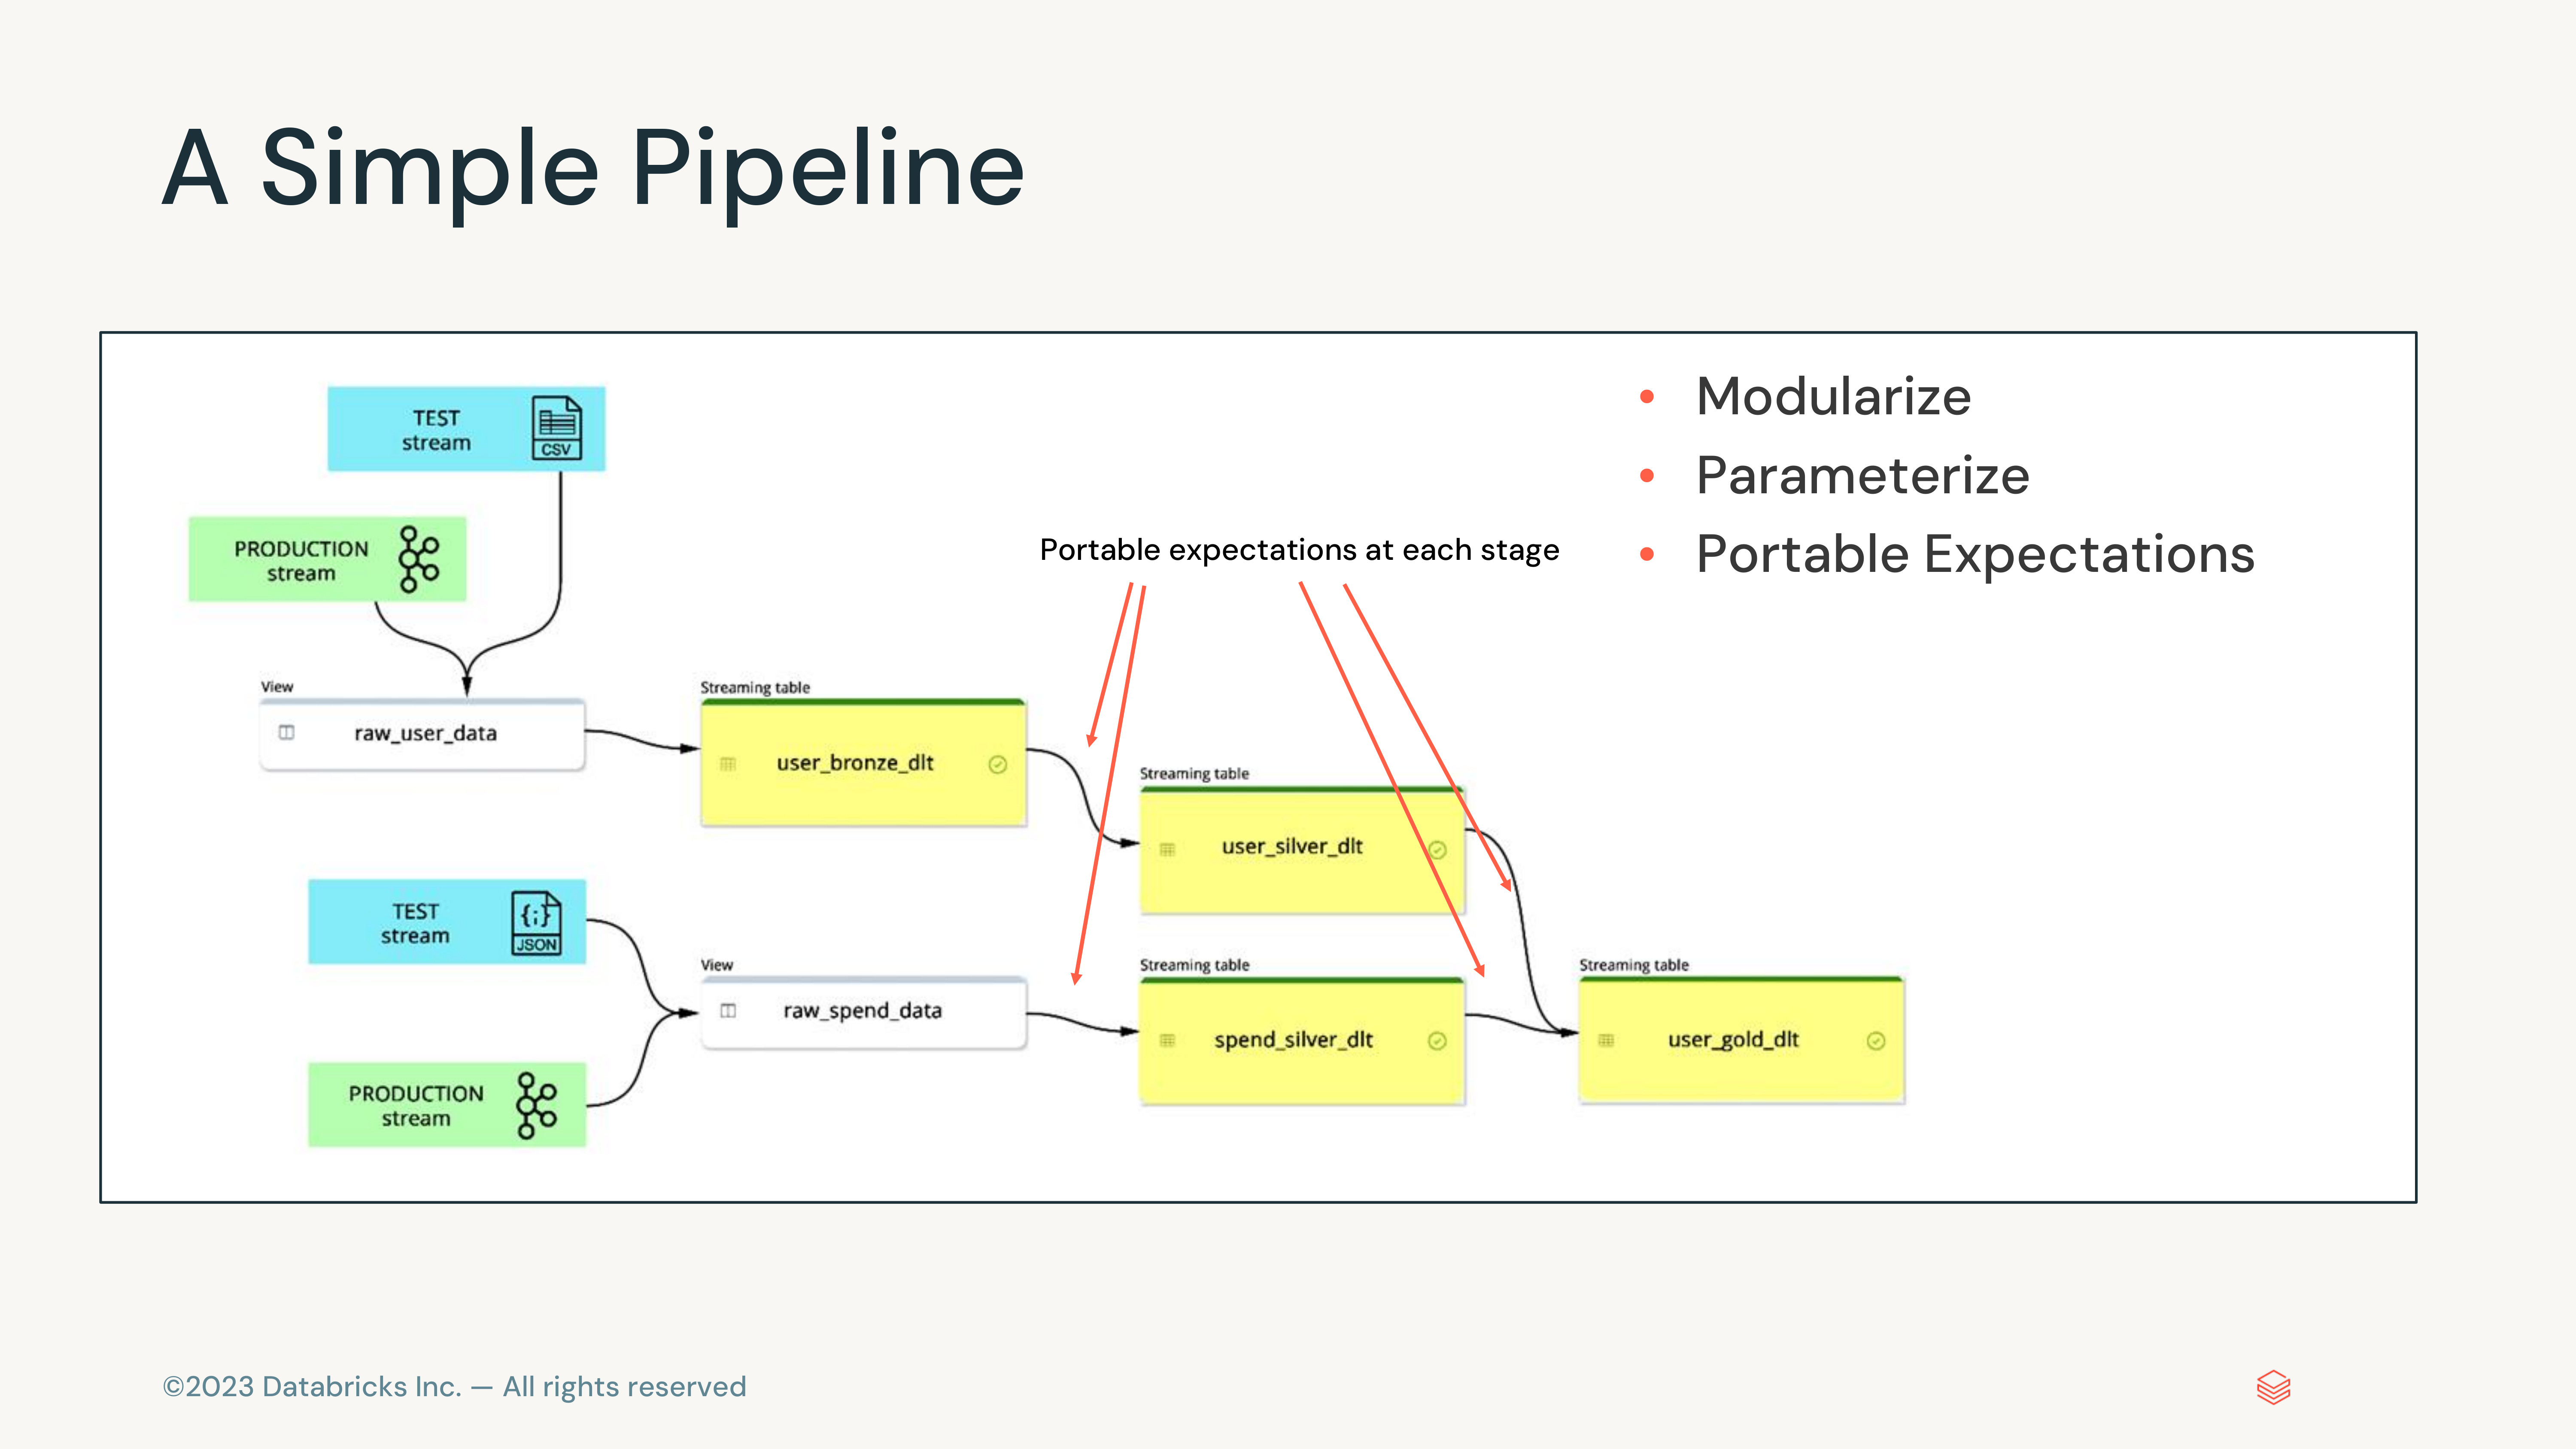 A Simple Pipeline
TEST
stream
CSV
PRODUCTION
stream
• Modularize
• Parameterize
• Portable Expectations
Portable expectations at each stage
View
raw_user_data
Streaming table
user_bronze_dlt
Streaming table
user_silver_dlt
TEST
stream
{;}
JSON
PRODUCTION
stream
View
raw_spend_data
Streaming table
spend_silver_dlt
Streaming table
user_gold_dlt
©2023 Databricks Inc. — All rights reserved